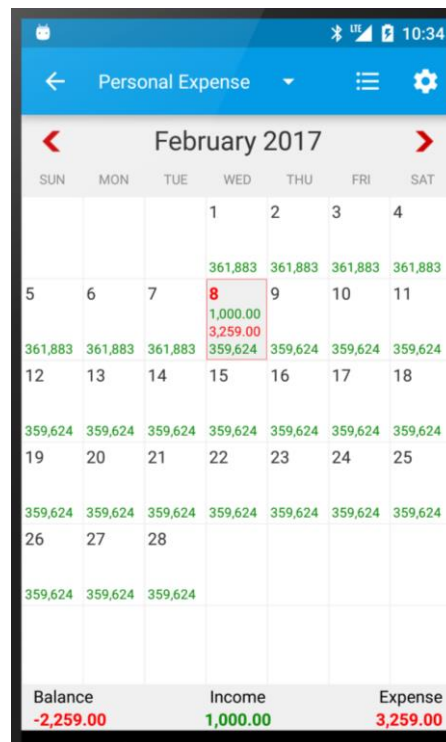 LTE 10:34
Personal Expense
February 2017
SUN MON TUE WED THU FRI SAT
1 2 3 4
361,883 361,883 361,883 361,883
5 6 7 8 9 10 11
1,000.00
3,259.00
361,883 361,883 361,883 359,624 359,624 359,624 359,624
12 13 14 15 16 17 18
359,624 359,624 359,624 359,624 359,624 359,624 359,624
19 20 21 22 23 24 25
359,624 359,624 359,624 359,624 359,624 359,624 359,624
26 27 28
359,624 359,624 359,624
Balance Income Expense
-2,259.00 1,000.00 3,259.00